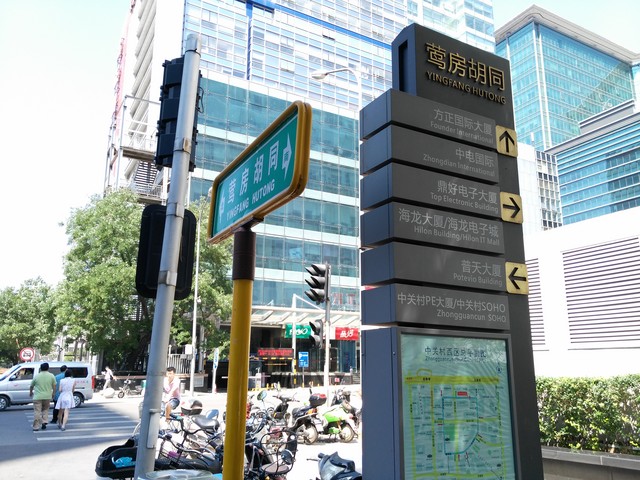 莺房胡同
YINGFANG HUTONG
莺房胡同
YINGFANG HUTONG
方正国际大厦
Founder International
中电国际
Zhongdian International
鼎好电子大厦
Top Electronic Building
海龙大厦/海龙电子城
Hilon Building/Hilon IT Mall
普天大厦
Potevio Building
中关村PE大厦/中关村SOHO
Zhongguancun SOHO